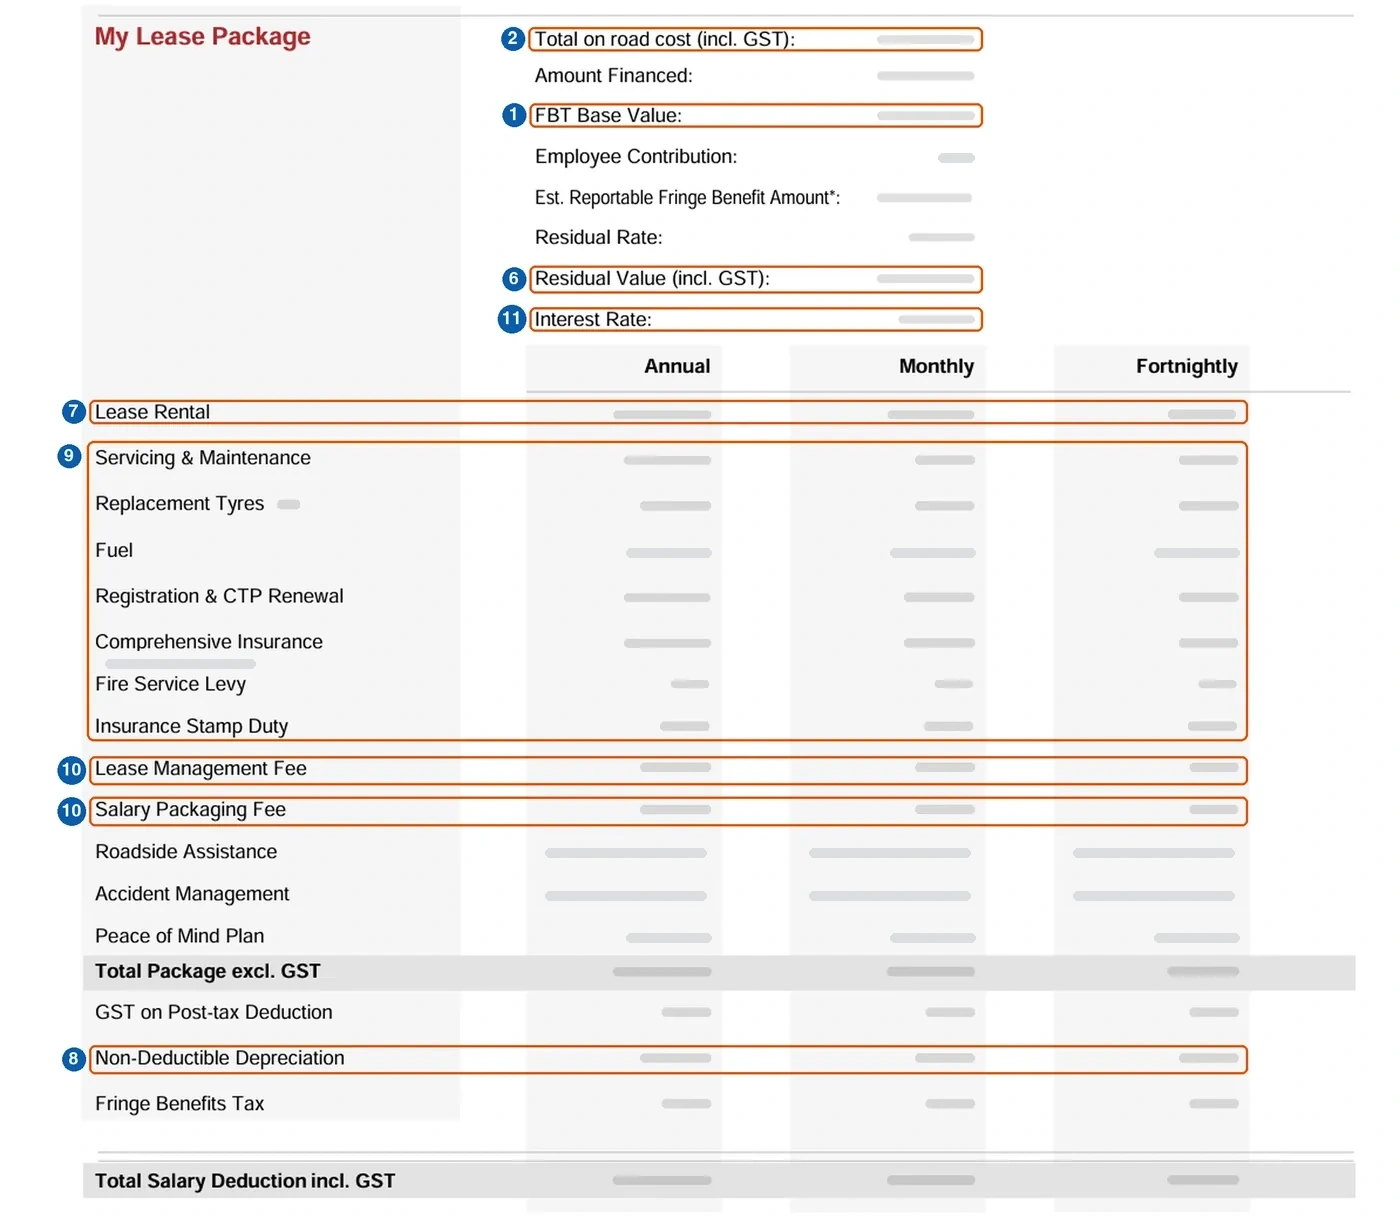 My Lease Package
2 Total on road cost (incl. GST):
Amount Financed:
1 FBT Base Value:
Employee Contribution:
Est. Reportable Fringe Benefit Amount*:
Residual Rate:
6 Residual Value (incl. GST):
11 Interest Rate:
Annual Monthly Fortnightly
7 Lease Rental
9 Servicing & Maintenance
Replacement Tyres
Fuel
Registration & CTP Renewal
Comprehensive Insurance
Fire Service Levy
Insurance Stamp Duty
10 Lease Management Fee
10 Salary Packaging Fee
Roadside Assistance
Accident Management
Peace of Mind Plan
Total Package excl. GST
GST on Post-tax Deduction
8 Non-Deductible Depreciation
Fringe Benefits Tax
Total Salary Deduction incl. GST